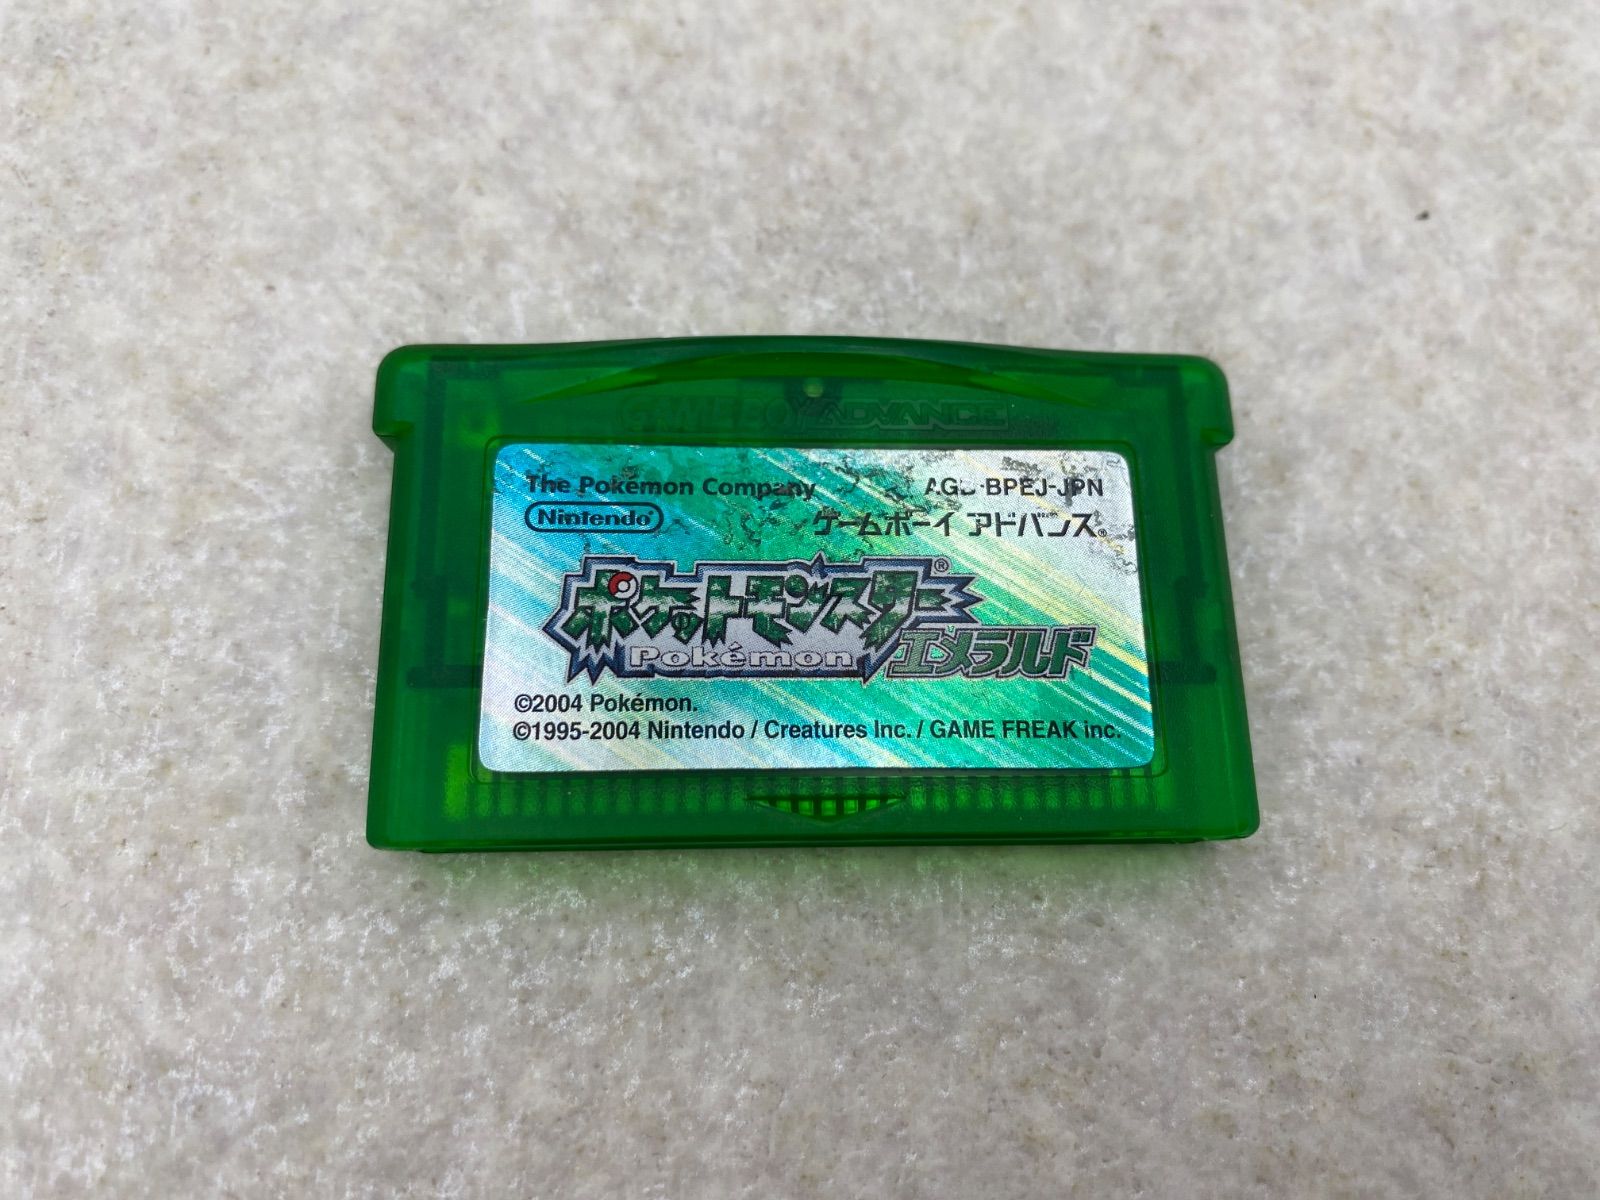 GAME BOY ADVANCE
The Pokémon Company
AGB-BPEJ-JPN
Nintendo
ゲームボーイ アドバンス®
ポケットモンスター®
Pokémon
エメラルド
©2004 Pokémon.
©1995-2004 Nintendo / Creatures Inc. / GAME FREAK inc.